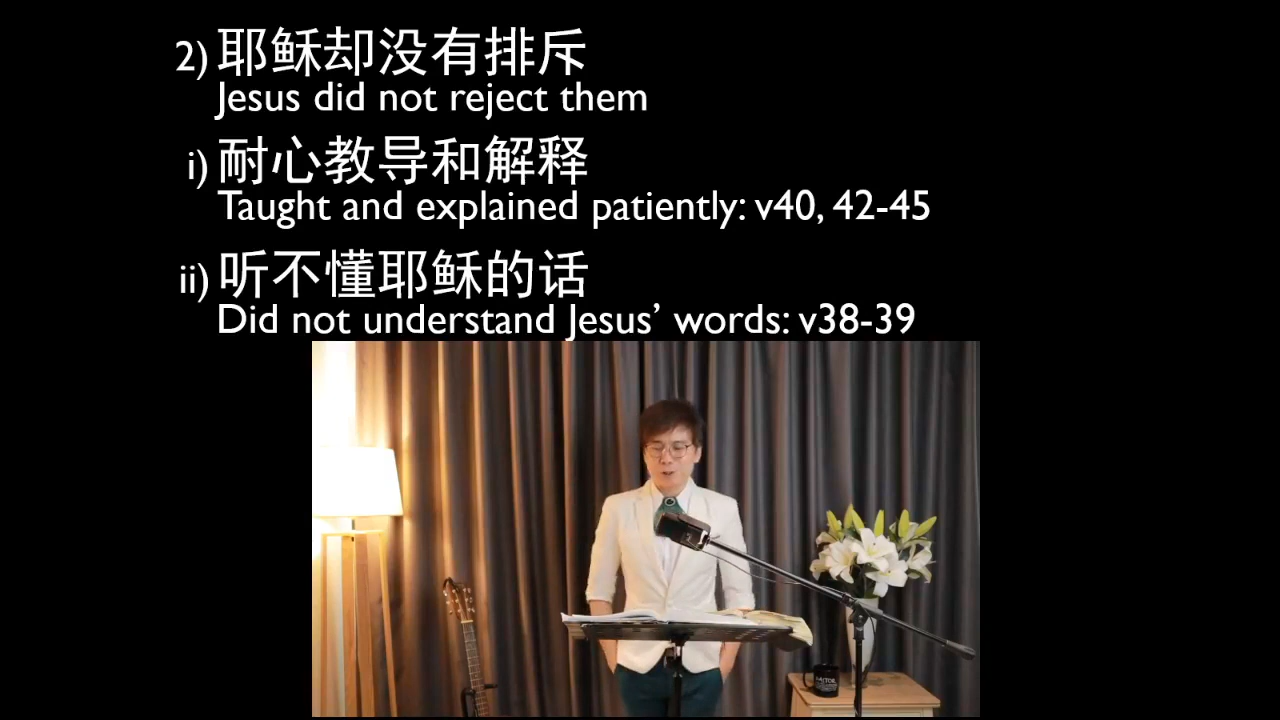 2) 耶稣却没有排斥
Jesus did not reject them
i) 耐心教导和解释
Taught and explained patiently: v40, 42-45
ii) 听不懂耶稣的话
Did not understand Jesus’ words: v38-39